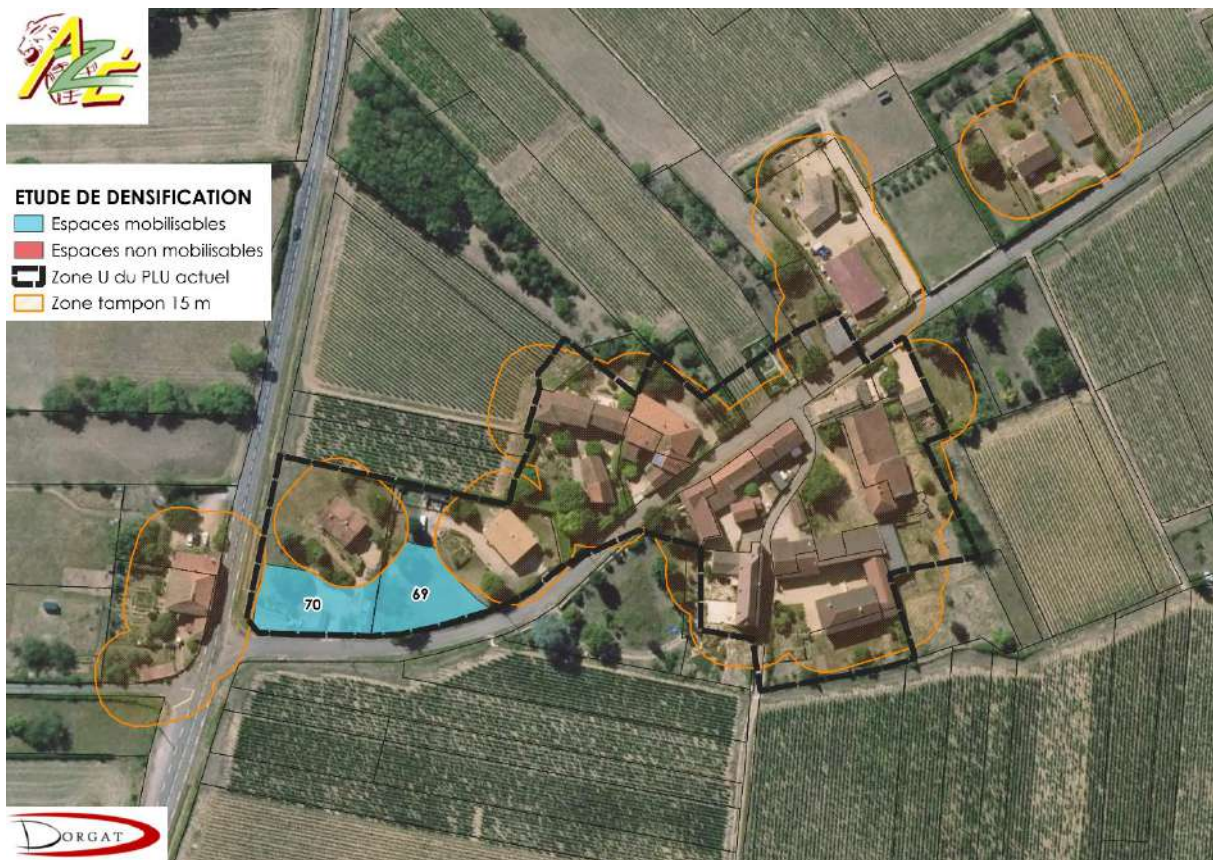 AZÉ
ETUDE DE DENSIFICATION
Espaces mobilisables
Espaces non mobilisables
Zone U du PLU actuel
Zone tampon 15 m
70
69
DORGAT